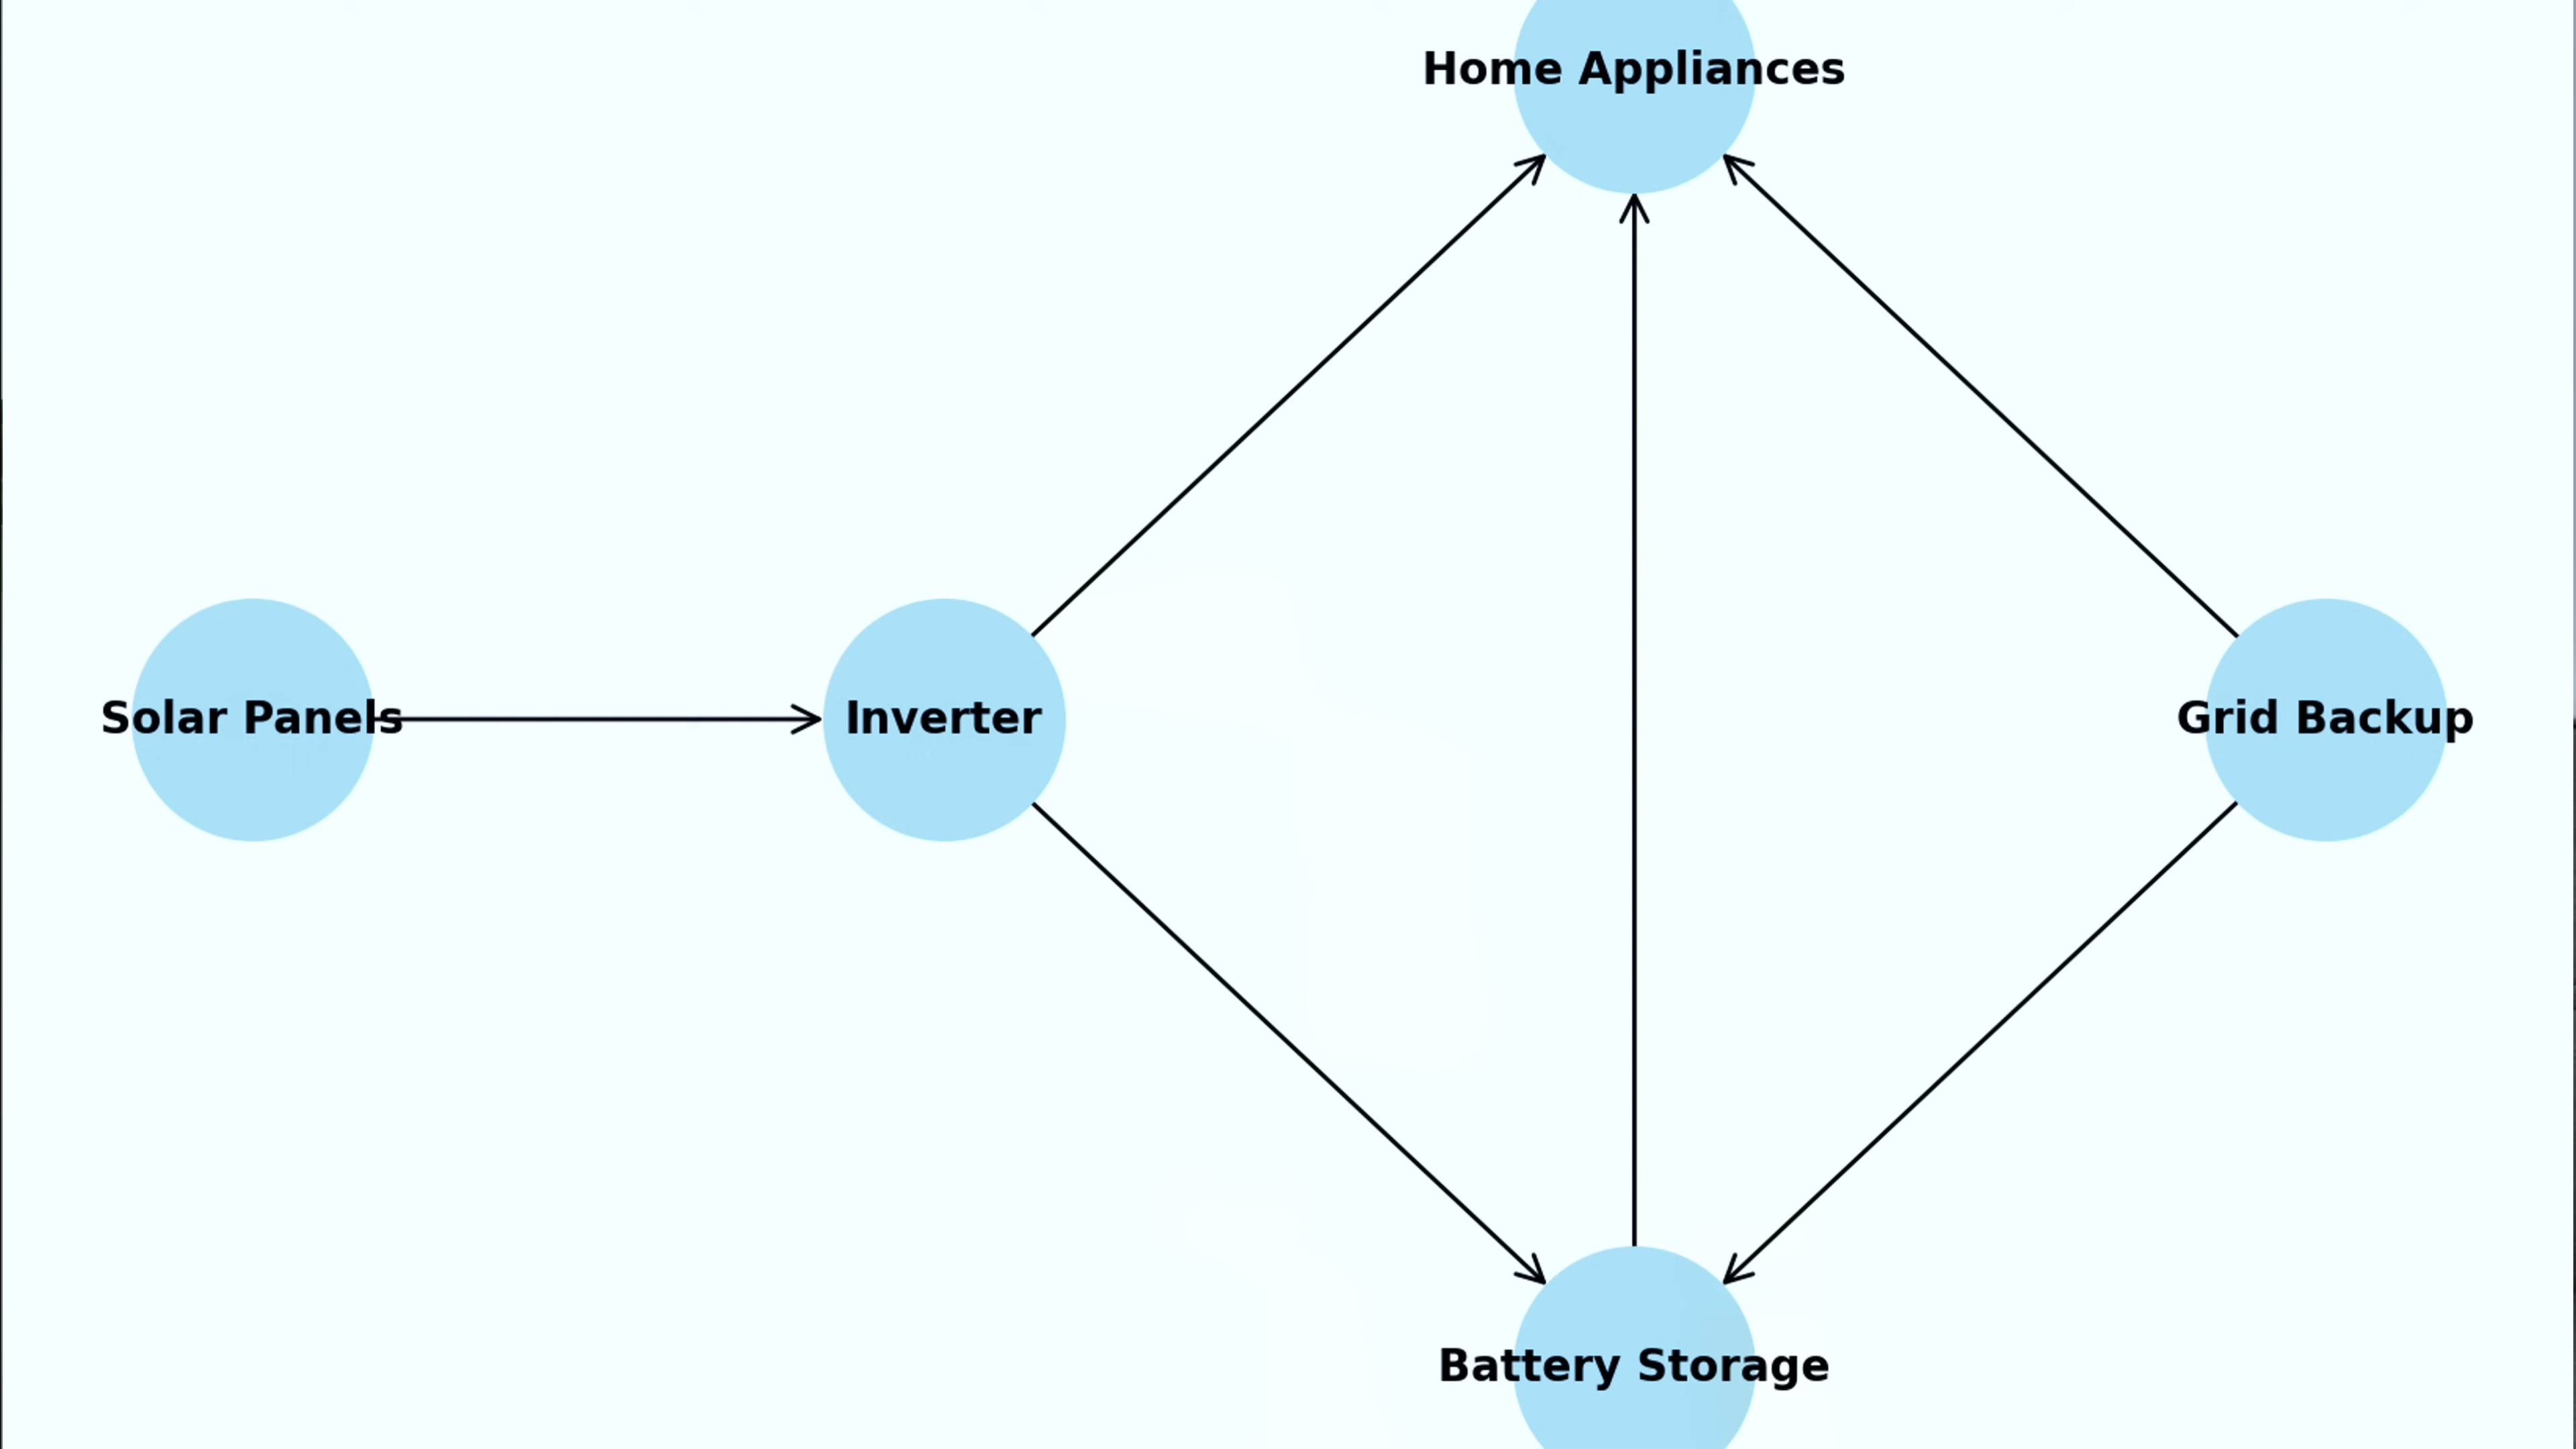 Home Appliances
Solar Panels
Inverter
Grid Backup
Battery Storage